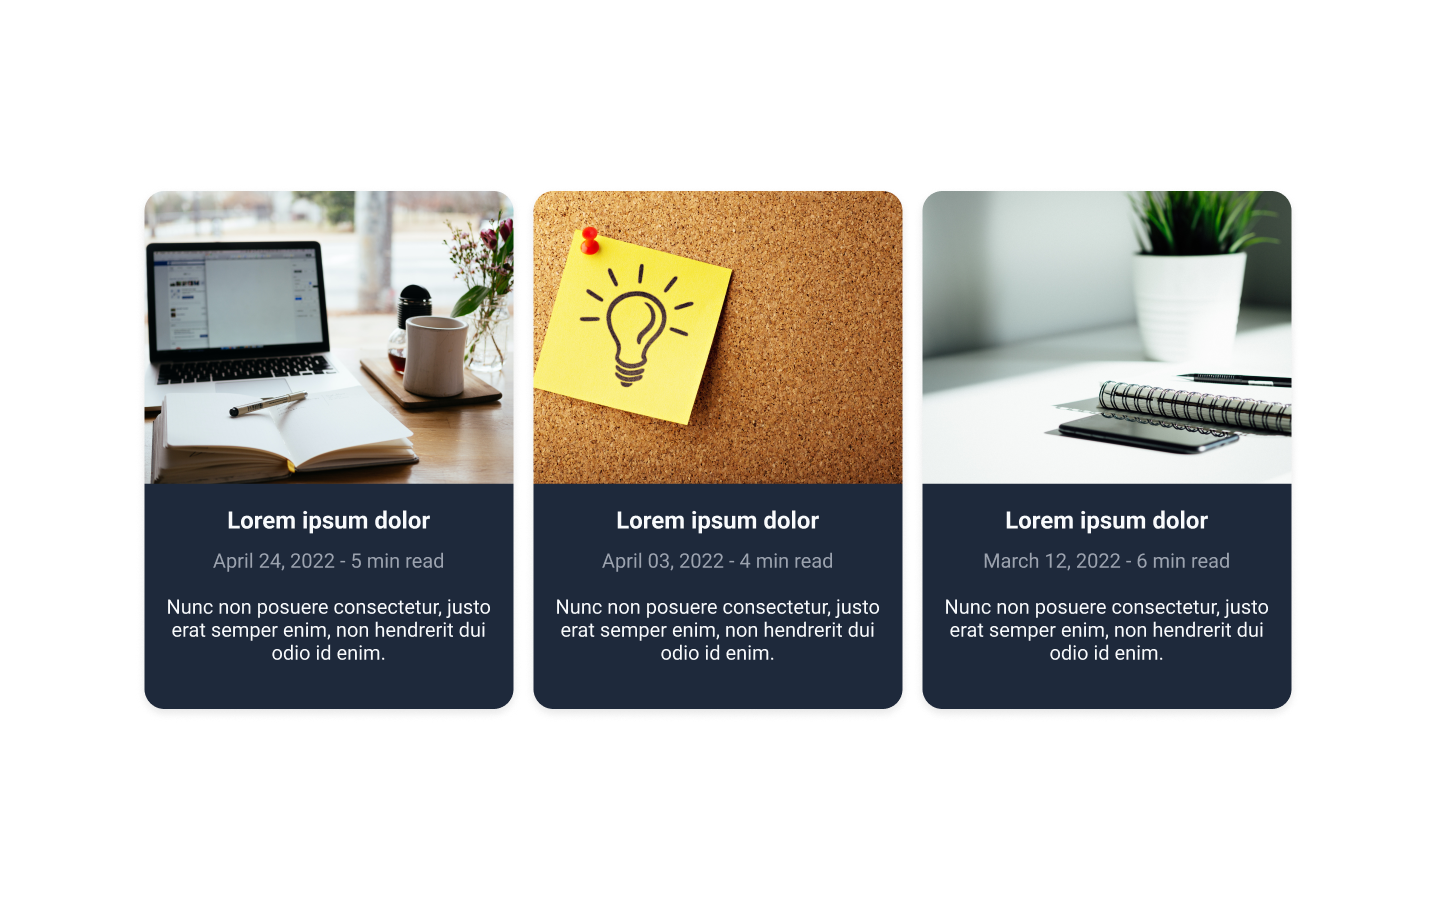 Lorem ipsum dolor
April 24, 2022 - 5 min read
Nunc non posuere consectetur, justo
erat semper enim, non hendrerit dui
odio id enim.
Lorem ipsum dolor
April 03, 2022 - 4 min read
Nunc non posuere consectetur, justo
erat semper enim, non hendrerit dui
odio id enim.
Lorem ipsum dolor
March 12, 2022 - 6 min read
Nunc non posuere consectetur, justo
erat semper enim, non hendrerit dui
odio id enim.